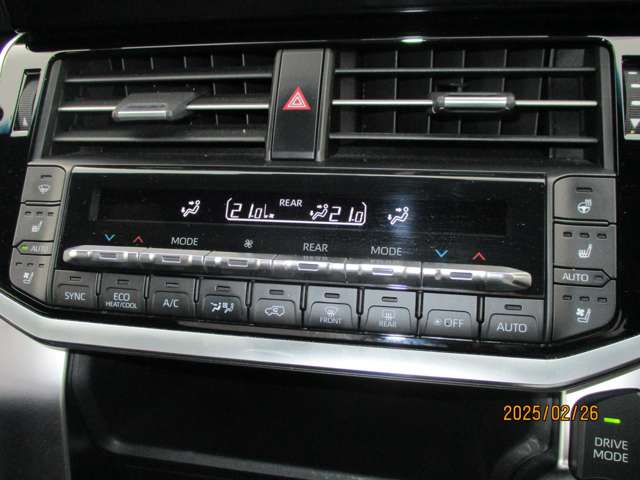 REAR
21.0 Lo 21.0
MODE REAR MODE
AUTO AUTO
SYNC ECO HEAT/COOL A/C FRONT REAR OFF AUTO
2025/02/26
DRIVE
MODE